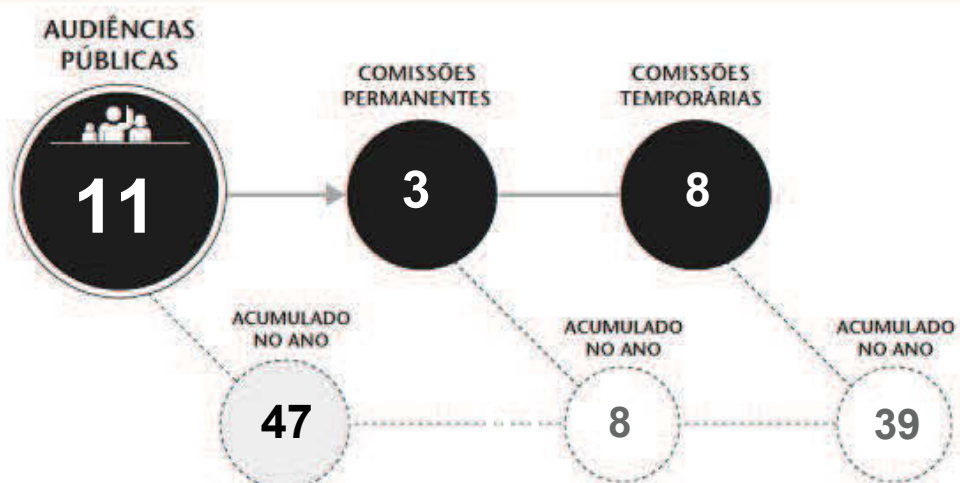 AUDIÊNCIAS
PÚBLICAS
11
COMISSÕES
PERMANENTES
3
COMISSÕES
TEMPORÁRIAS
8
ACUMULADO
NO ANO
47
ACUMULADO
NO ANO
8
ACUMULADO
NO ANO
39